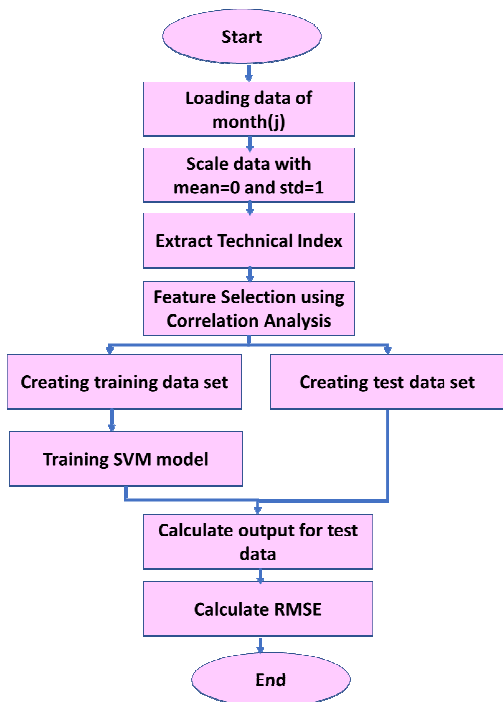 Start
Loading data of
month(j)
Scale data with
mean=0 and std=1
Extract Technical Index
Feature Selection using
Correlation Analysis
Creating training data set
Creating test data set
Training SVM model
Calculate output for test
data
Calculate RMSE
End